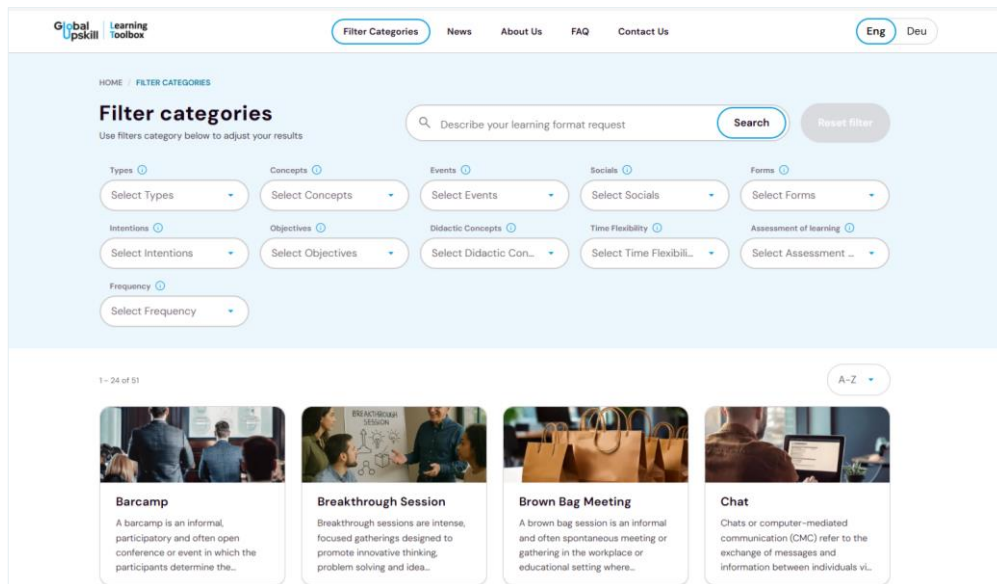 Global Upskill
Learning Toolbox
Filter Categories
News
About Us
FAQ
Contact Us
Eng
Deu
HOME / FILTER CATEGORIES
Filter categories
Use filters category below to adjust your results
Describe your learning format request
Search
Reset filter
Types
Concepts
Events
Socials
Forms
Select Types
Select Concepts
Select Events
Select Socials
Select Forms
Intentions
Objectives
Didactic Concepts
Time Flexibility
Assessment of learning
Select Intentions
Select Objectives
Select Didactic Con...
Select Time Flexibili...
Select Assessment ...
Frequency
Select Frequency
1 – 24 of 51
A-Z
BREAKTHROUGH
SESSION
Barcamp
A barcamp is an informal,
participatory and often open
conference or event in which the
participants determine the...
Breakthrough Session
Breakthrough sessions are intense,
focused gatherings designed to
promote innovative thinking,
problem solving and idea...
Brown Bag Meeting
A brown bag session is an informal
and often spontaneous meeting or
gathering in the workplace or
educational setting where...
Chat
Chats or computer-mediated
communication (CMC) refer to the
exchange of messages and
information between individuals vi...